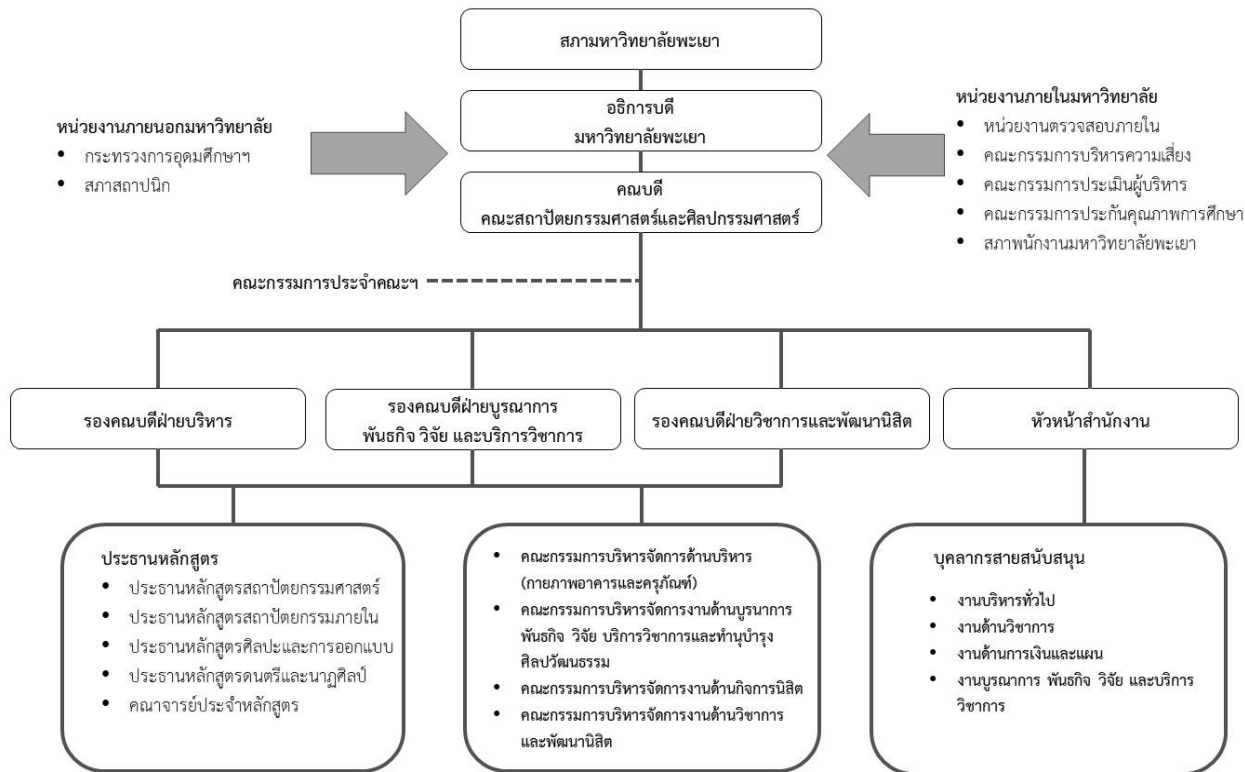 สภามหาวิทยาลัยพะเยา
อธิการบดี
มหาวิทยาลัยพะเยา
คณบดี
คณะสถาปัตยกรรมศาสตร์และศิลปกรรมศาสตร์
หน่วยงานภายนอกมหาวิทยาลัย
• กระทรวงการอุดมศึกษาฯ
• สภาสถาปนิก
หน่วยงานภายในมหาวิทยาลัย
• หน่วยงานตรวจสอบภายใน
• คณะกรรมการบริหารความเสี่ยง
• คณะกรรมการประเมินผู้บริหาร
• คณะกรรมการประกันคุณภาพการศึกษา
• สภาพนักงานมหาวิทยาลัยพะเยา
คณะกรรมการประจำคณะฯ
รองคณบดีฝ่ายบริหาร
รองคณบดีฝ่ายบูรณาการ
พันธกิจ วิจัย และบริการวิชาการ
รองคณบดีฝ่ายวิชาการและพัฒนานิสิต
หัวหน้าสำนักงาน
ประธานหลักสูตร
• ประธานหลักสูตรสถาปัตยกรรมศาสตร์
• ประธานหลักสูตรสถาปัตยกรรมภายใน
• ประธานหลักสูตรศิลปะและการออกแบบ
• ประธานหลักสูตรดนตรีและนาฏศิลป์
• คณาจารย์ประจำหลักสูตร
• คณะกรรมการบริหารจัดการด้านบริหาร
(กายภาพอาคารและครุภัณฑ์)
• คณะกรรมการบริหารจัดการงานด้านบูรนาการ
พันธกิจ วิจัย บริการวิชาการและทำนุบำรุง
ศิลปวัฒนธรรม
• คณะกรรมการบริหารจัดการงานด้านกิจการนิสิต
• คณะกรรมการบริหารจัดการงานด้านวิชาการ
และพัฒนานิสิต
บุคลากรสายสนับสนุน
• งานบริหารทั่วไป
• งานด้านวิชาการ
• งานด้านการเงินและแผน
• งานบูรณาการ พันธกิจ วิจัย และบริการ
วิชาการ